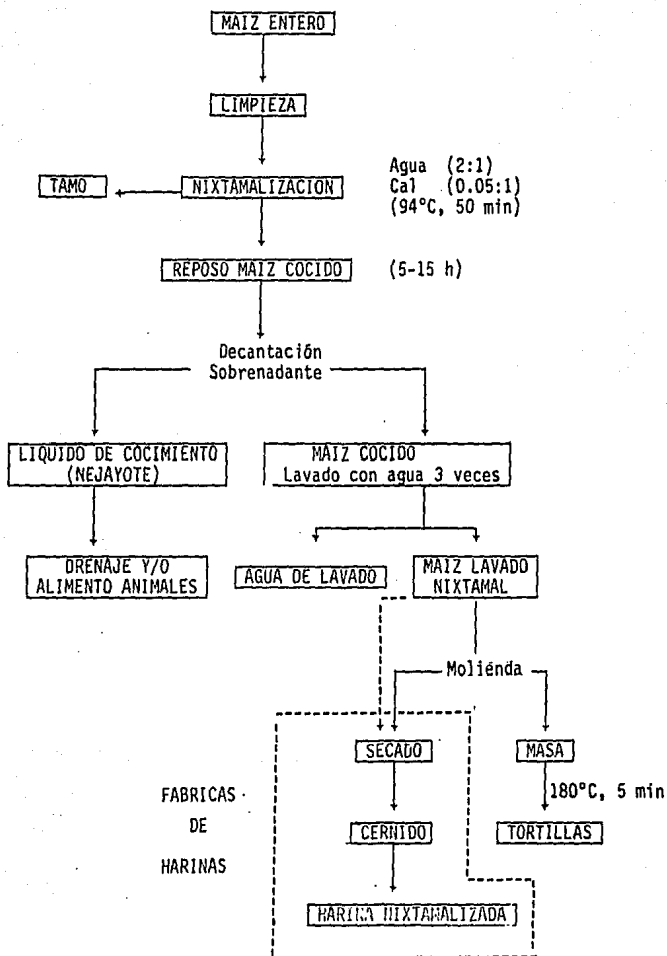 MAIZ ENTERO
LIMPIEZA
TAMO
NIXTAMALIZACION
Agua (2:1)
Cal (0.05:1)
(94°C, 50 min)
REPOSO MAIZ COCIDO
(5-15 h)
Decantación
Sobrenadante
LIQUIDO DE COCIMIENTO
(NEJAYOTE)
MAIZ COCIDO
Lavado con agua 3 veces
DRENAJE Y/O
ALIMENTO ANIMALES
AGUA DE LAVADO
MAIZ LAVADO
NIXTAMAL
Moliénda
SECADO
MASA
180°C, 5 min
FABRICAS
DE
HARINAS
CERNIDO
TORTILLAS
HARINA NIXTAMALIZADA